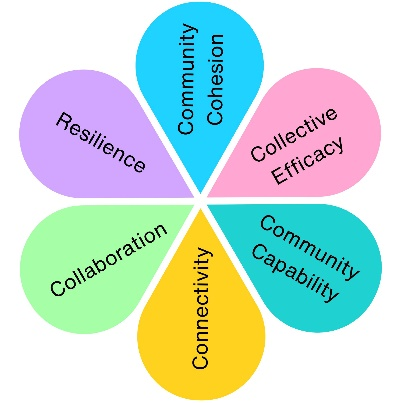 Community
Cohesion
Collective
Efficacy
Community
Capability
Connectivity
Collaboration
Resilience